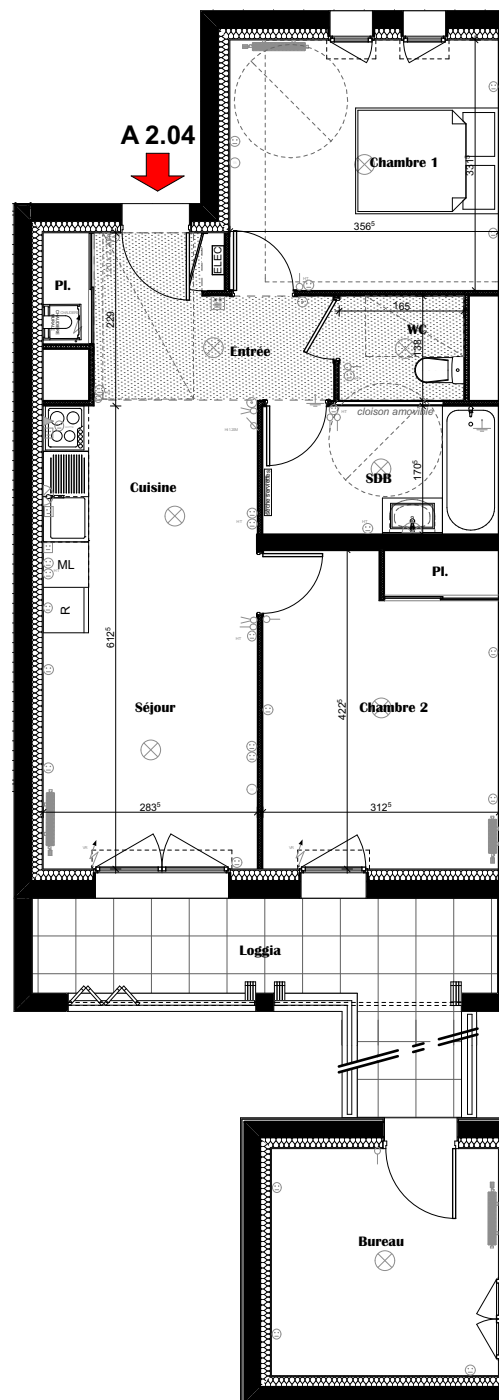 A 2.04
Chambre 1
331⁵
356⁵
ELEC
Pl.
229
165
WC
138
Entrée
cloison amovible
Cuisine
SDB
170⁵
ML
Pl.
R
612⁵
Séjour
422⁵
Chambre 2
283⁵
312⁵
Loggia
Bureau